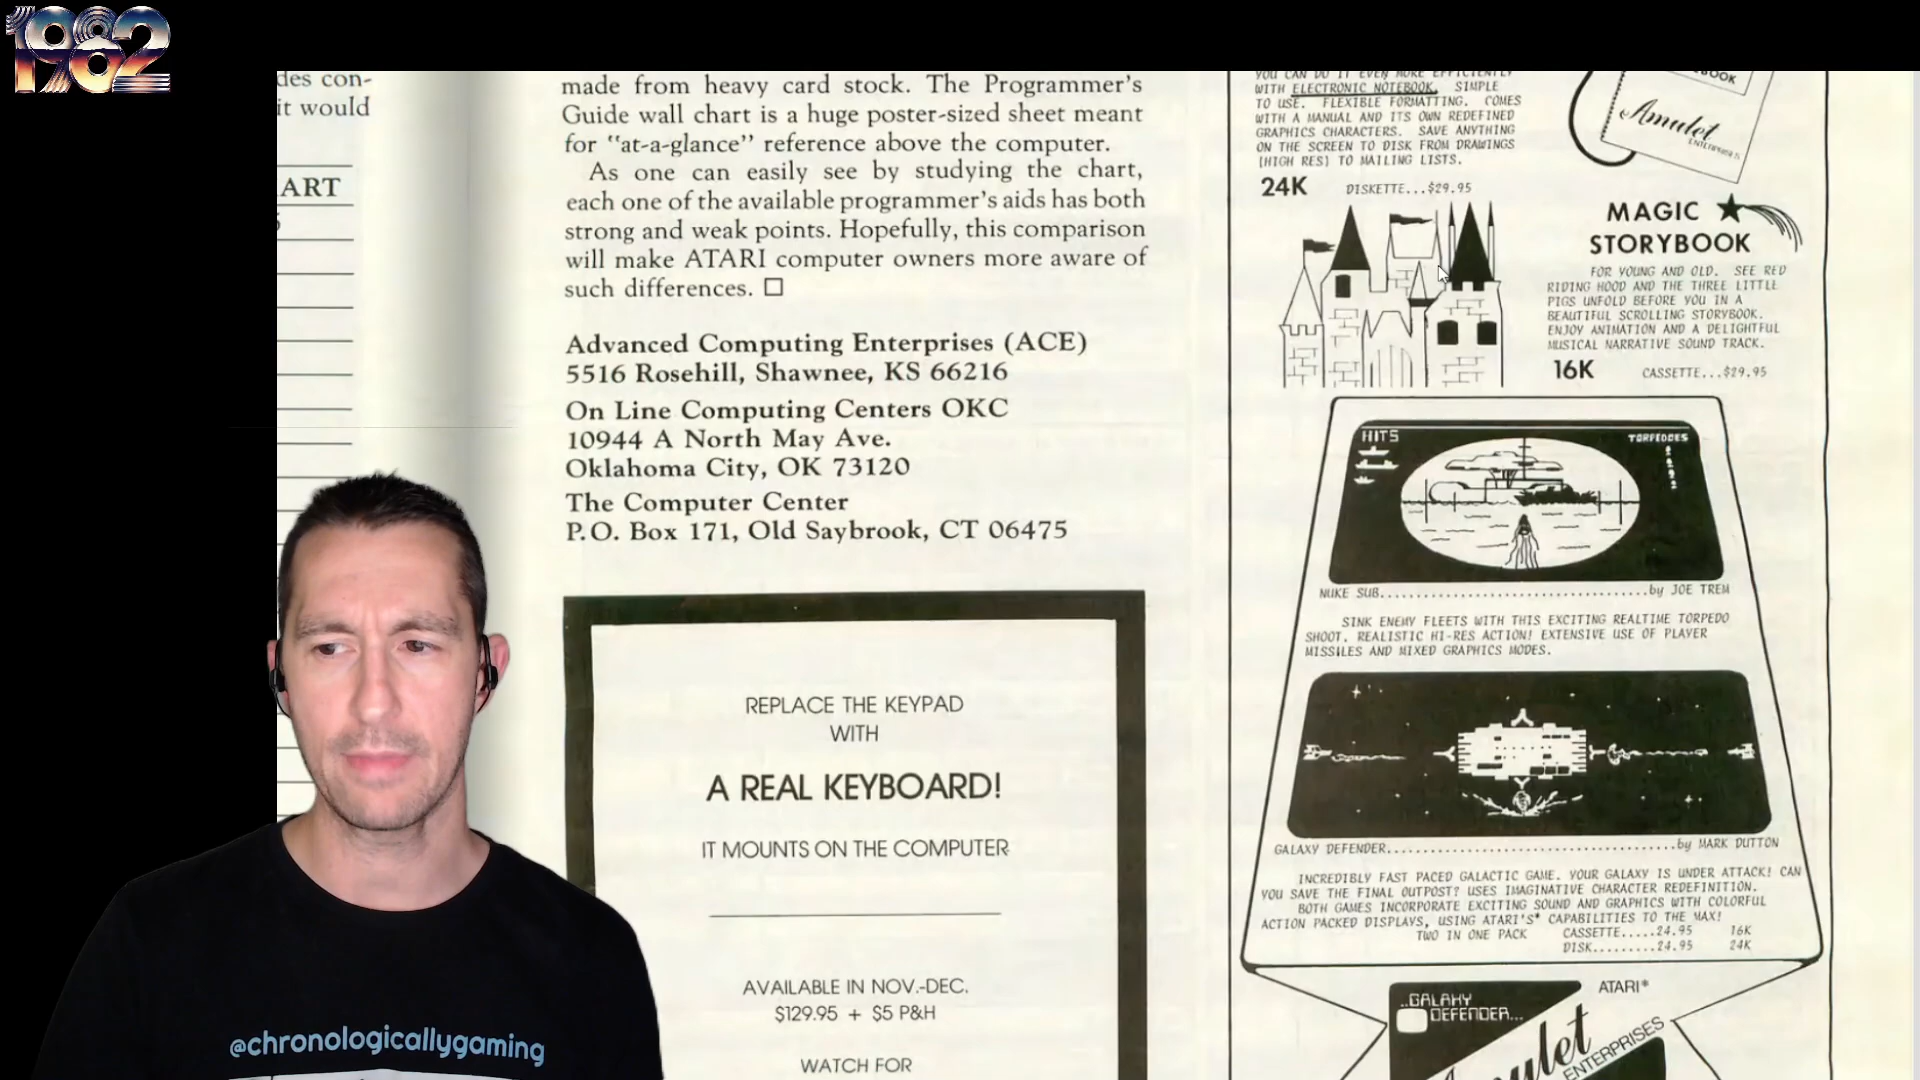 1982
des con-
it would
ART
made from heavy card stock. The Programmer's
Guide wall chart is a huge poster-sized sheet meant
for "at-a-glance" reference above the computer.
As one can easily see by studying the chart,
each one of the available programmer's aids has both
strong and weak points. Hopefully, this comparison
will make ATARI computer owners more aware of
such differences. □
Advanced Computing Enterprises (ACE)
5516 Rosehill, Shawnee, KS 66216
On Line Computing Centers OKC
10944 A North May Ave.
Oklahoma City, OK 73120
The Computer Center
P.O. Box 171, Old Saybrook, CT 06475
REPLACE THE KEYPAD
WITH
A REAL KEYBOARD!
IT MOUNTS ON THE COMPUTER
AVAILABLE IN NOV.-DEC.
$129.95 + $5 P&H
WATCH FOR
YOU CAN DO IT EVEN MORE EFFICIENTLY
WITH ELECTRONIC NOTEBOOK. SIMPLE
TO USE. FLEXIBLE FORMATTING. COMES
WITH A MANUAL AND ITS OWN REDEFINED
GRAPHICS CHARACTERS. SAVE ANYTHING
ON THE SCREEN TO DISK FROM DRAWINGS
(HIGH RES) TO MAILING LISTS.
24K DISKETTE...$29.95
BOOK
Amulet
ENTERPRISES
MAGIC
STORYBOOK
FOR YOUNG AND OLD. SEE RED
RIDING HOOD AND THE THREE LITTLE
PIGS UNFOLD BEFORE YOU IN A
BEAUTIFUL SCROLLING STORYBOOK.
ENJOY ANIMATION AND A DELIGHTFUL
MUSICAL NARRATIVE SOUND TRACK.
16K CASSETTE...$29.95
HITS TORPEDOES
NUKE SUB....................................by JOE TREM
SINK ENEMY FLEETS WITH THIS EXCITING REALTIME TORPEDO
SHOOT. REALISTIC HI-RES ACTION! EXTENSIVE USE OF PLAYER
MISSILES AND MIXED GRAPHICS MODES.
GALAXY DEFENDER.......................................by MARK DUTTON
INCREDIBLY FAST PACED GALACTIC GAME. YOUR GALAXY IS UNDER ATTACK! CAN
YOU SAVE THE FINAL OUTPOST? USES IMAGINATIVE CHARACTER REDEFINITION.
BOTH GAMES INCORPORATE EXCITING SOUND AND GRAPHICS WITH COLORFUL
ACTION PACKED DISPLAYS, USING ATARI'S* CAPABILITIES TO THE MAX!
TWO IN ONE PACK CASSETTE.....24.95 16K
DISK.........24.95 24K
..GALAXY
DEFENDER...
ATARI*
Amulet
ENTERPRISES
@chronologicallygaming